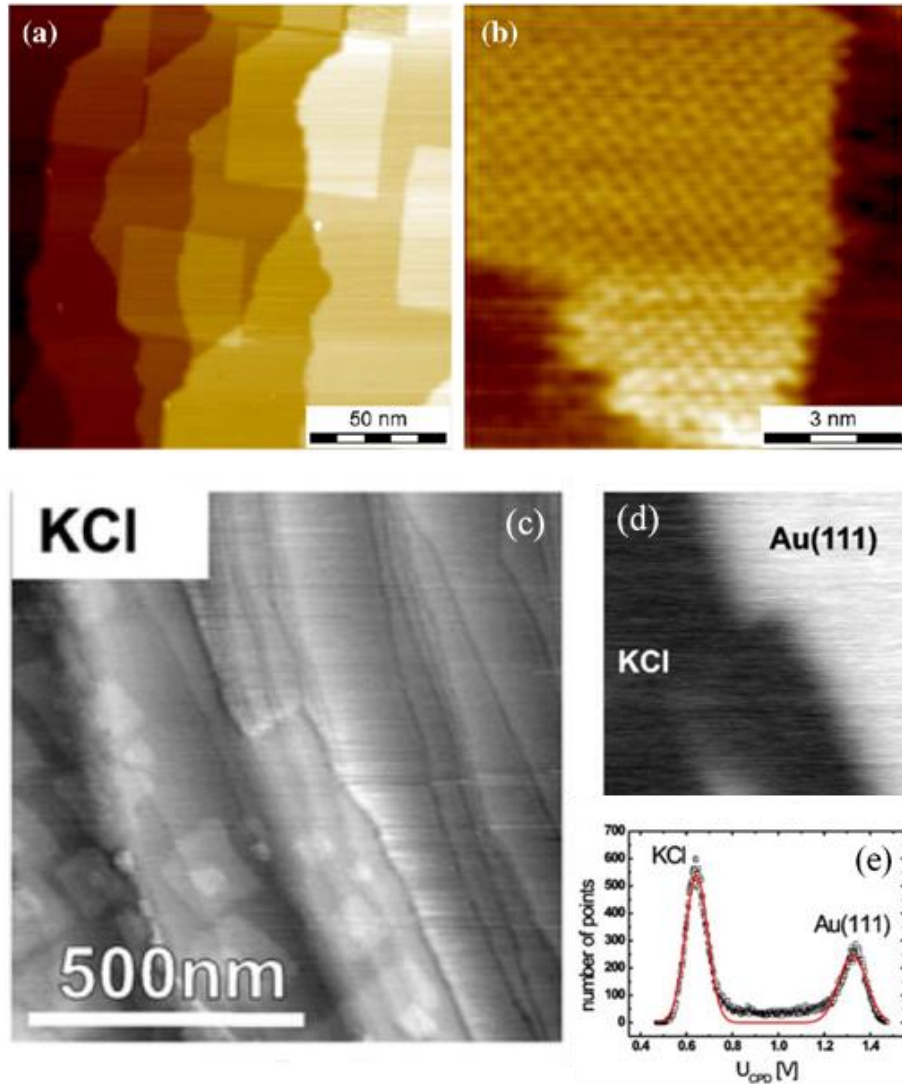 (a)
(b)
50 nm
3 nm
KCl
(c)
500nm
(d)
Au(111)
KCl
(e)
KCl
Au(111)
number of points
700
600
500
400
300
200
100
0
0.4 0.6 0.8 1.0 1.2 1.4
U_CPD [V]